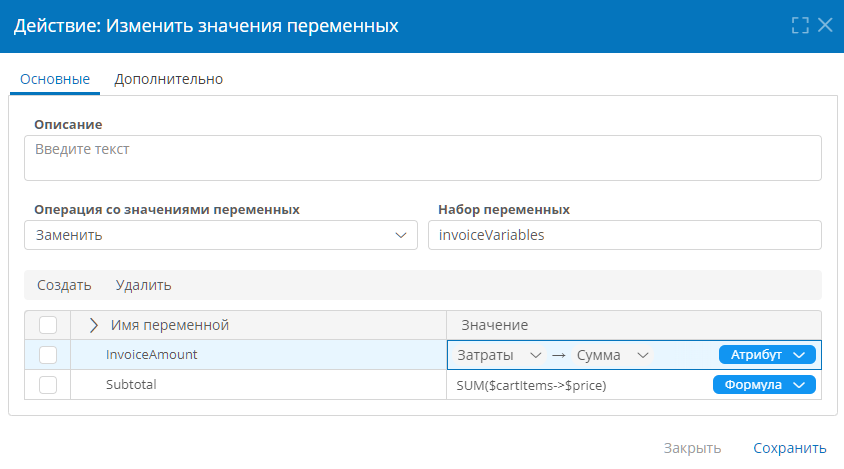 Действие: Изменить значения переменных
Основные Дополнительно
Описание
Введите текст
Операция со значениями переменных Набор переменных
Заменить invoiceVariables
Создать Удалить
Имя переменной Значение
InvoiceAmount Затраты → Сумма Атрибут
Subtotal SUM($cartItems->$price) Формула
Закрыть Сохранить